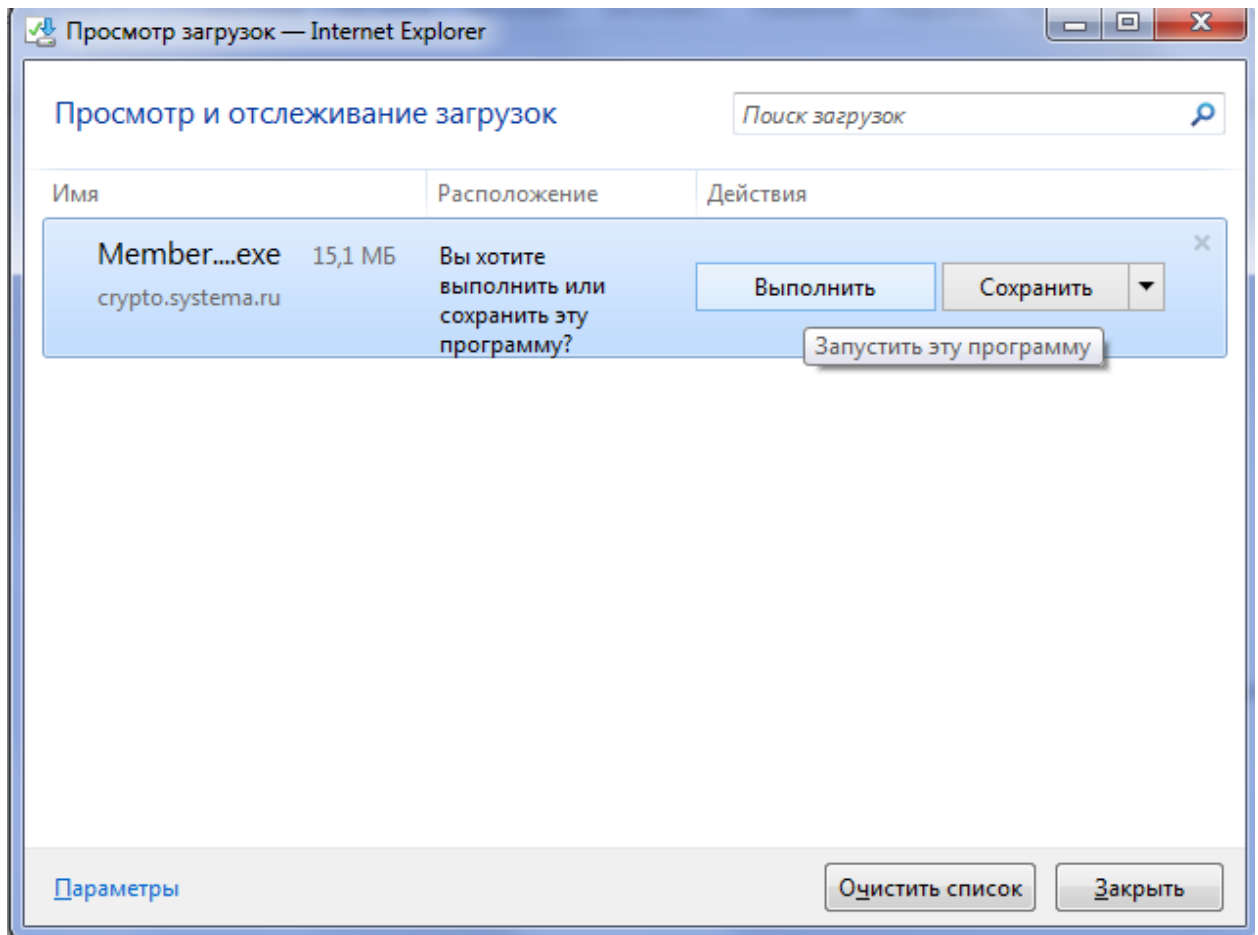 Просмотр загрузок — Internet Explorer
Просмотр и отслеживание загрузок
Поиск загрузок
Имя Расположение Действия
Member....exe 15,1 МБ
crypto.systema.ru
Вы хотите
выполнить или
сохранить эту
программу?
Выполнить Сохранить
Запустить эту программу
Параметры Очистить список Закрыть